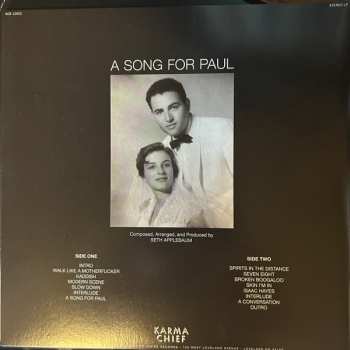 STEREO LP
A SONG FOR PAUL
Composed, Arranged, and Produced by
SETH APPLEBAUM
SIDE ONE
INTRO
WALK LIKE A MOTHERFUCKER
KADDISH
MODERN SCENE
SLOW DOWN
INTERLUDE
A SONG FOR PAUL
SIDE TWO
SPIRITS IN THE DISTANCE
SEVEN EIGHT
BROKEN BOOGALOO
SKIN I'M IN
ISAAC HAYES
INTERLUDE
A CONVERSATION
OUTRO
KARMA
CHIEF